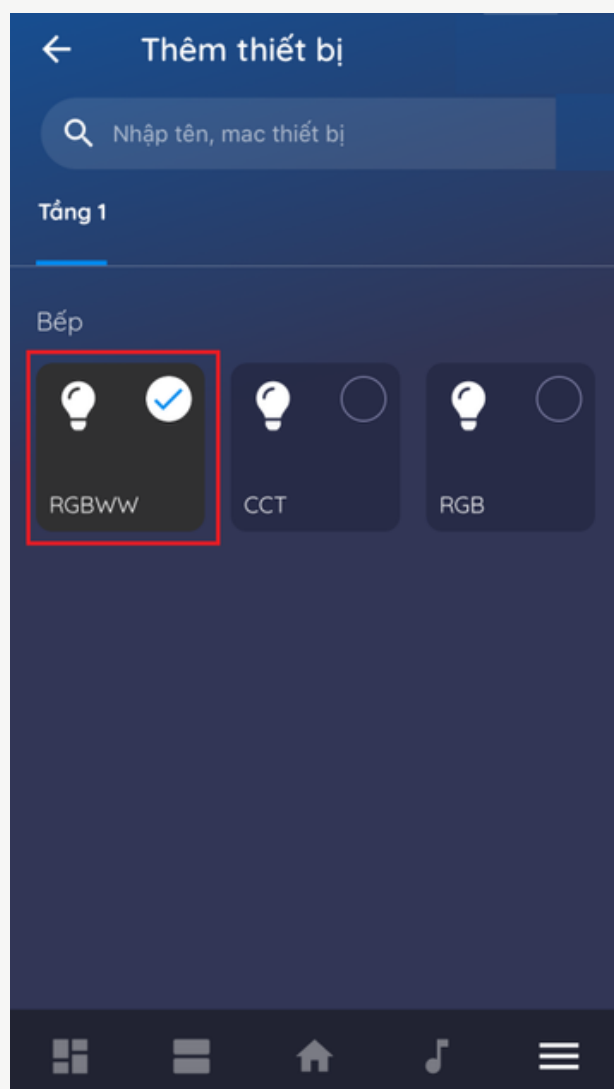 Thêm thiết bị
Nhập tên, mac thiết bị
Tầng 1
Bếp
RGBWW
CCT
RGB